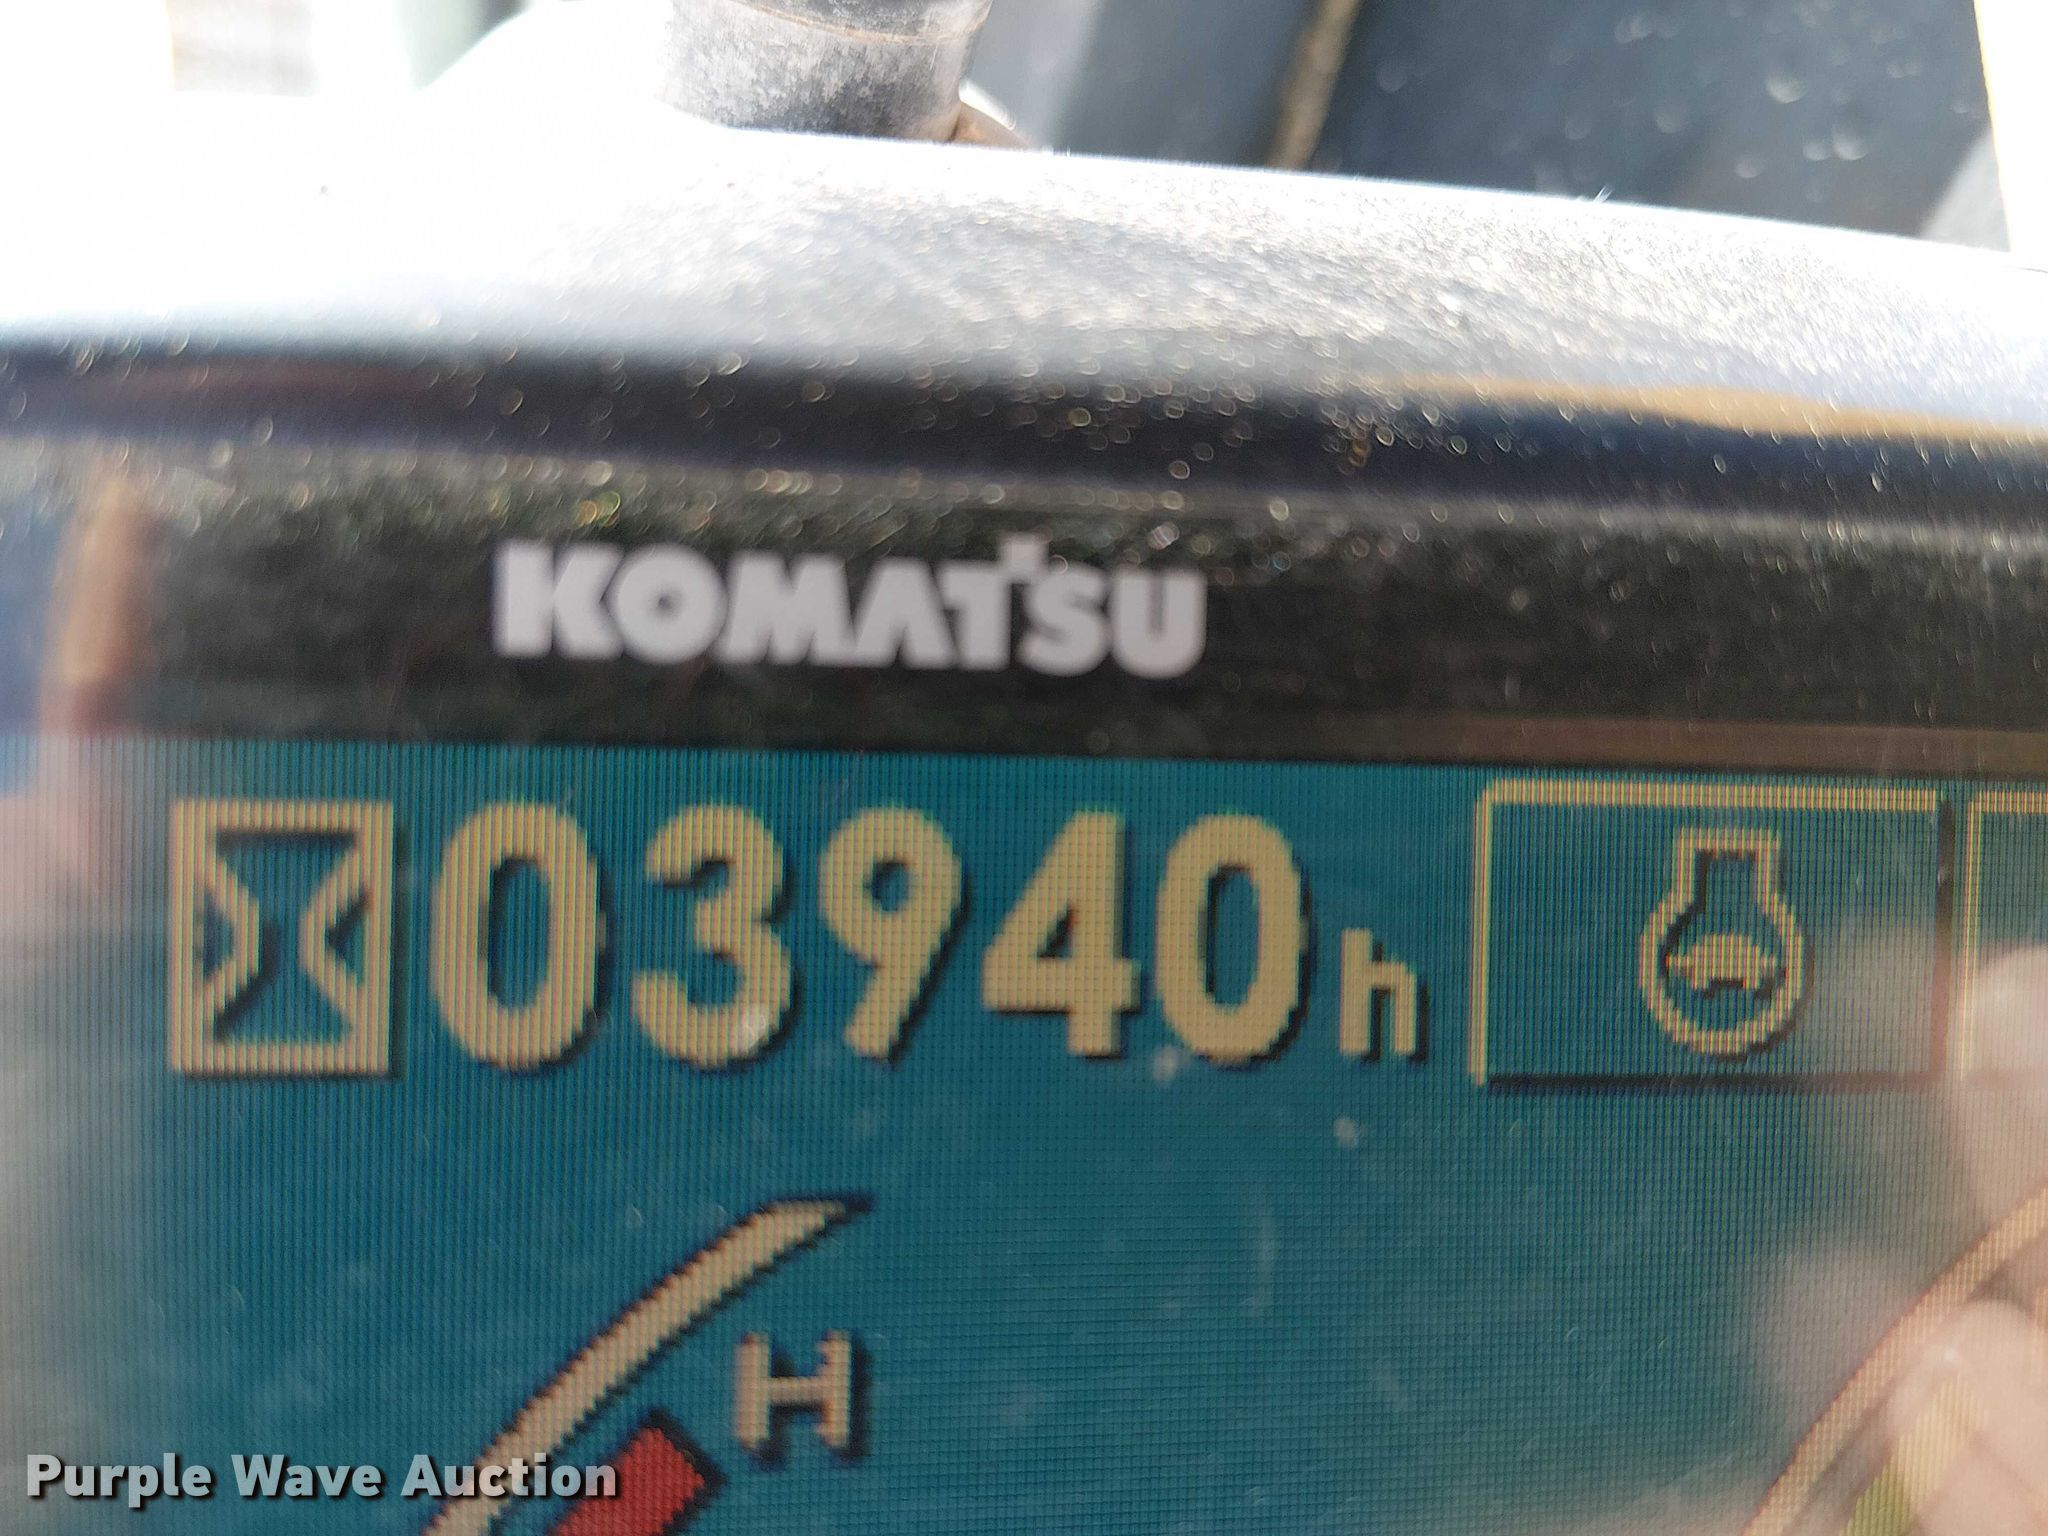 KOMATSU
03940h
H
Purple Wave Auction